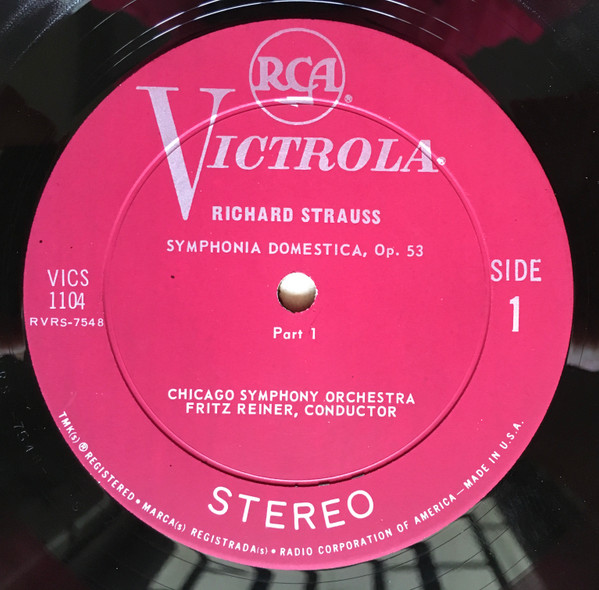 RCA®
VICTROLA®
RICHARD STRAUSS
SYMPHONIA DOMESTICA, Op. 53
VICS
1104
RVRS-7548
SIDE
1
Part 1
CHICAGO SYMPHONY ORCHESTRA
FRITZ REINER, CONDUCTOR
STEREO
TMK(s) ® REGISTERED • MARCA(s) REGISTRADA(s) • RADIO CORPORATION OF AMERICA—MADE IN U.S.A.